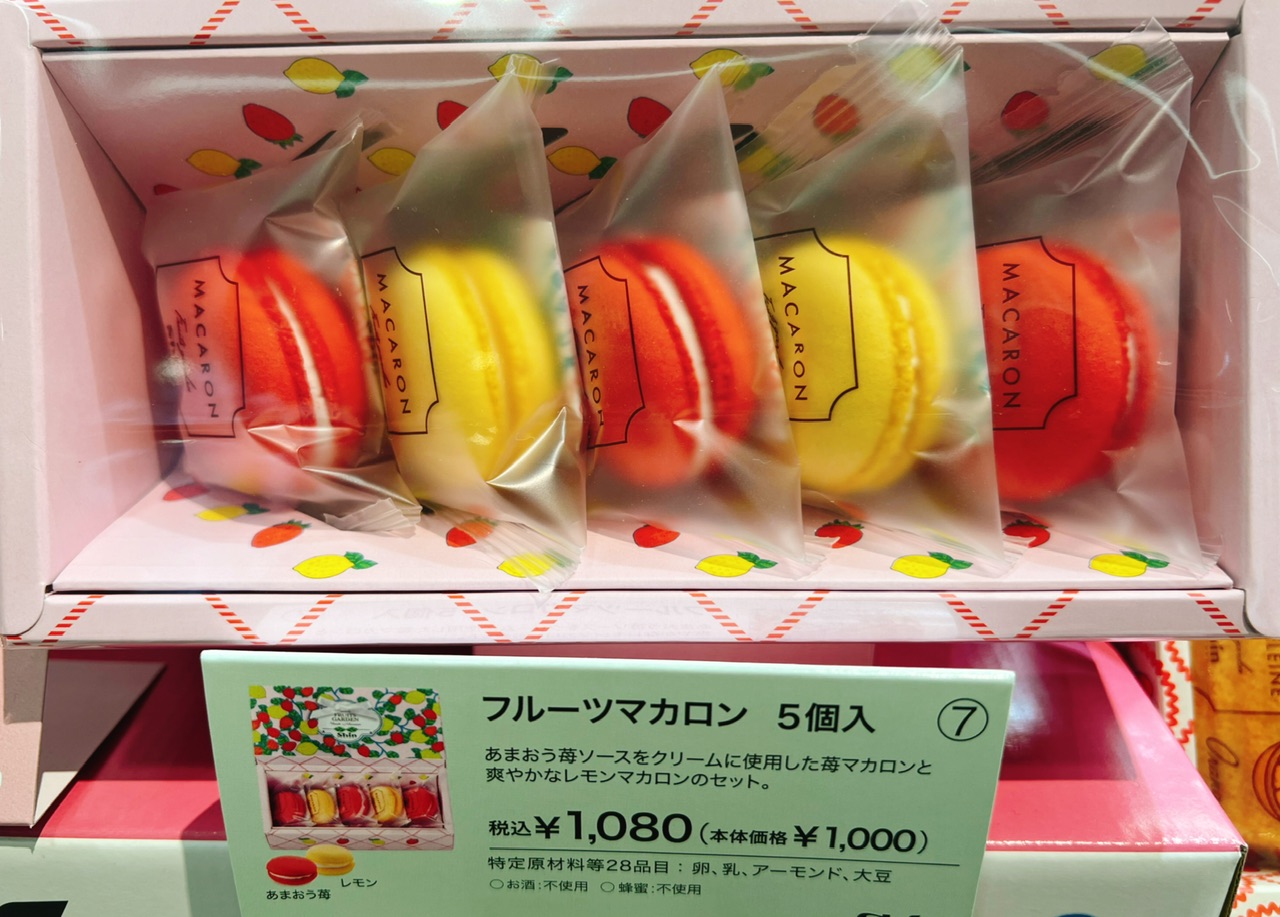 MACARON
MACARON
MACARON
MACARON
MACARON
フルーツマカロン 5個入 ⑦
あまおう苺ソースをクリームに使用した苺マカロンと
爽やかなレモンマカロンのセット。
税込¥1,080(本体価格¥1,000)
特定原材料等28品目：卵、乳、アーモンド、大豆
○お酒:不使用 ○蜂蜜:不使用
GARDEN
Shin
レモン
あまおう苺